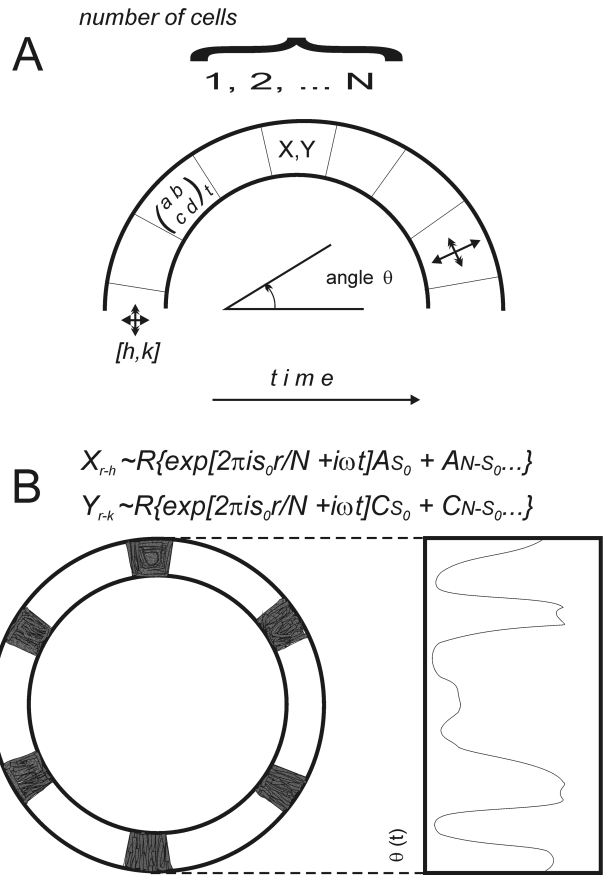 number of cells
A
1, 2, ... N
X,Y
(a b
c d)t
angle θ
[h,k]
time
B
Xr-h ~R{exp[2πis0r/N +iωt]AS0 + AN-S0...}
Yr-k ~R{exp[2πis0r/N +iωt]CS0 + CN-S0...}
θ (t)